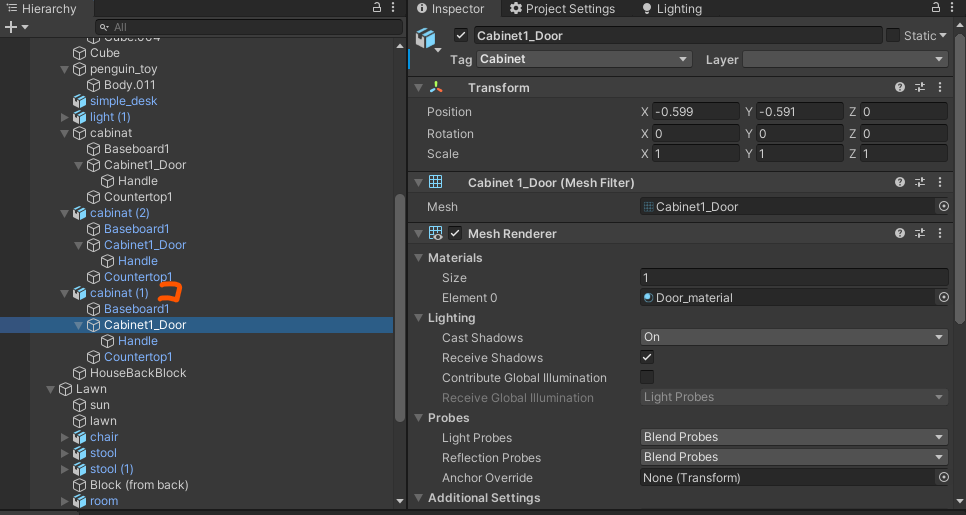 Hierarchy
All
Cube.004
Cube
penguin_toy
Body.011
simple_desk
light (1)
cabinat
Baseboard1
Cabinet1_Door
Handle
Countertop1
cabinat (2)
Baseboard1
Cabinet1_Door
Handle
Countertop1
cabinat (1)
Baseboard1
Cabinet1_Door
Handle
Countertop1
HouseBackBlock
Lawn
sun
lawn
chair
stool
stool (1)
Block (from back)
room
Inspector Project Settings Lighting
Cabinet1_Door Static
Tag Cabinet Layer
Transform
Position X -0.599 Y -0.591 Z 0
Rotation X 0 Y 0 Z 0
Scale X 1 Y 1 Z 1
Cabinet 1_Door (Mesh Filter)
Mesh Cabinet1_Door
Mesh Renderer
Materials
Size 1
Element 0 Door_material
Lighting
Cast Shadows On
Receive Shadows
Contribute Global Illumination
Receive Global Illumination Light Probes
Probes
Light Probes Blend Probes
Reflection Probes Blend Probes
Anchor Override None (Transform)
Additional Settings